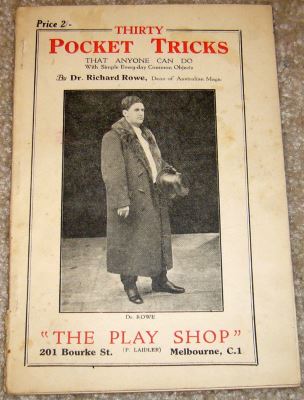 Price 2/-
THIRTY
POCKET TRICKS
THAT ANYONE CAN DO
With Simple Every-day Common Objects
By Dr. Richard Rowe, Dean of Australian Magic
Dr. ROWE
"THE PLAY SHOP"
201 Bourke St. (P. LAIDLER) Melbourne, C.1